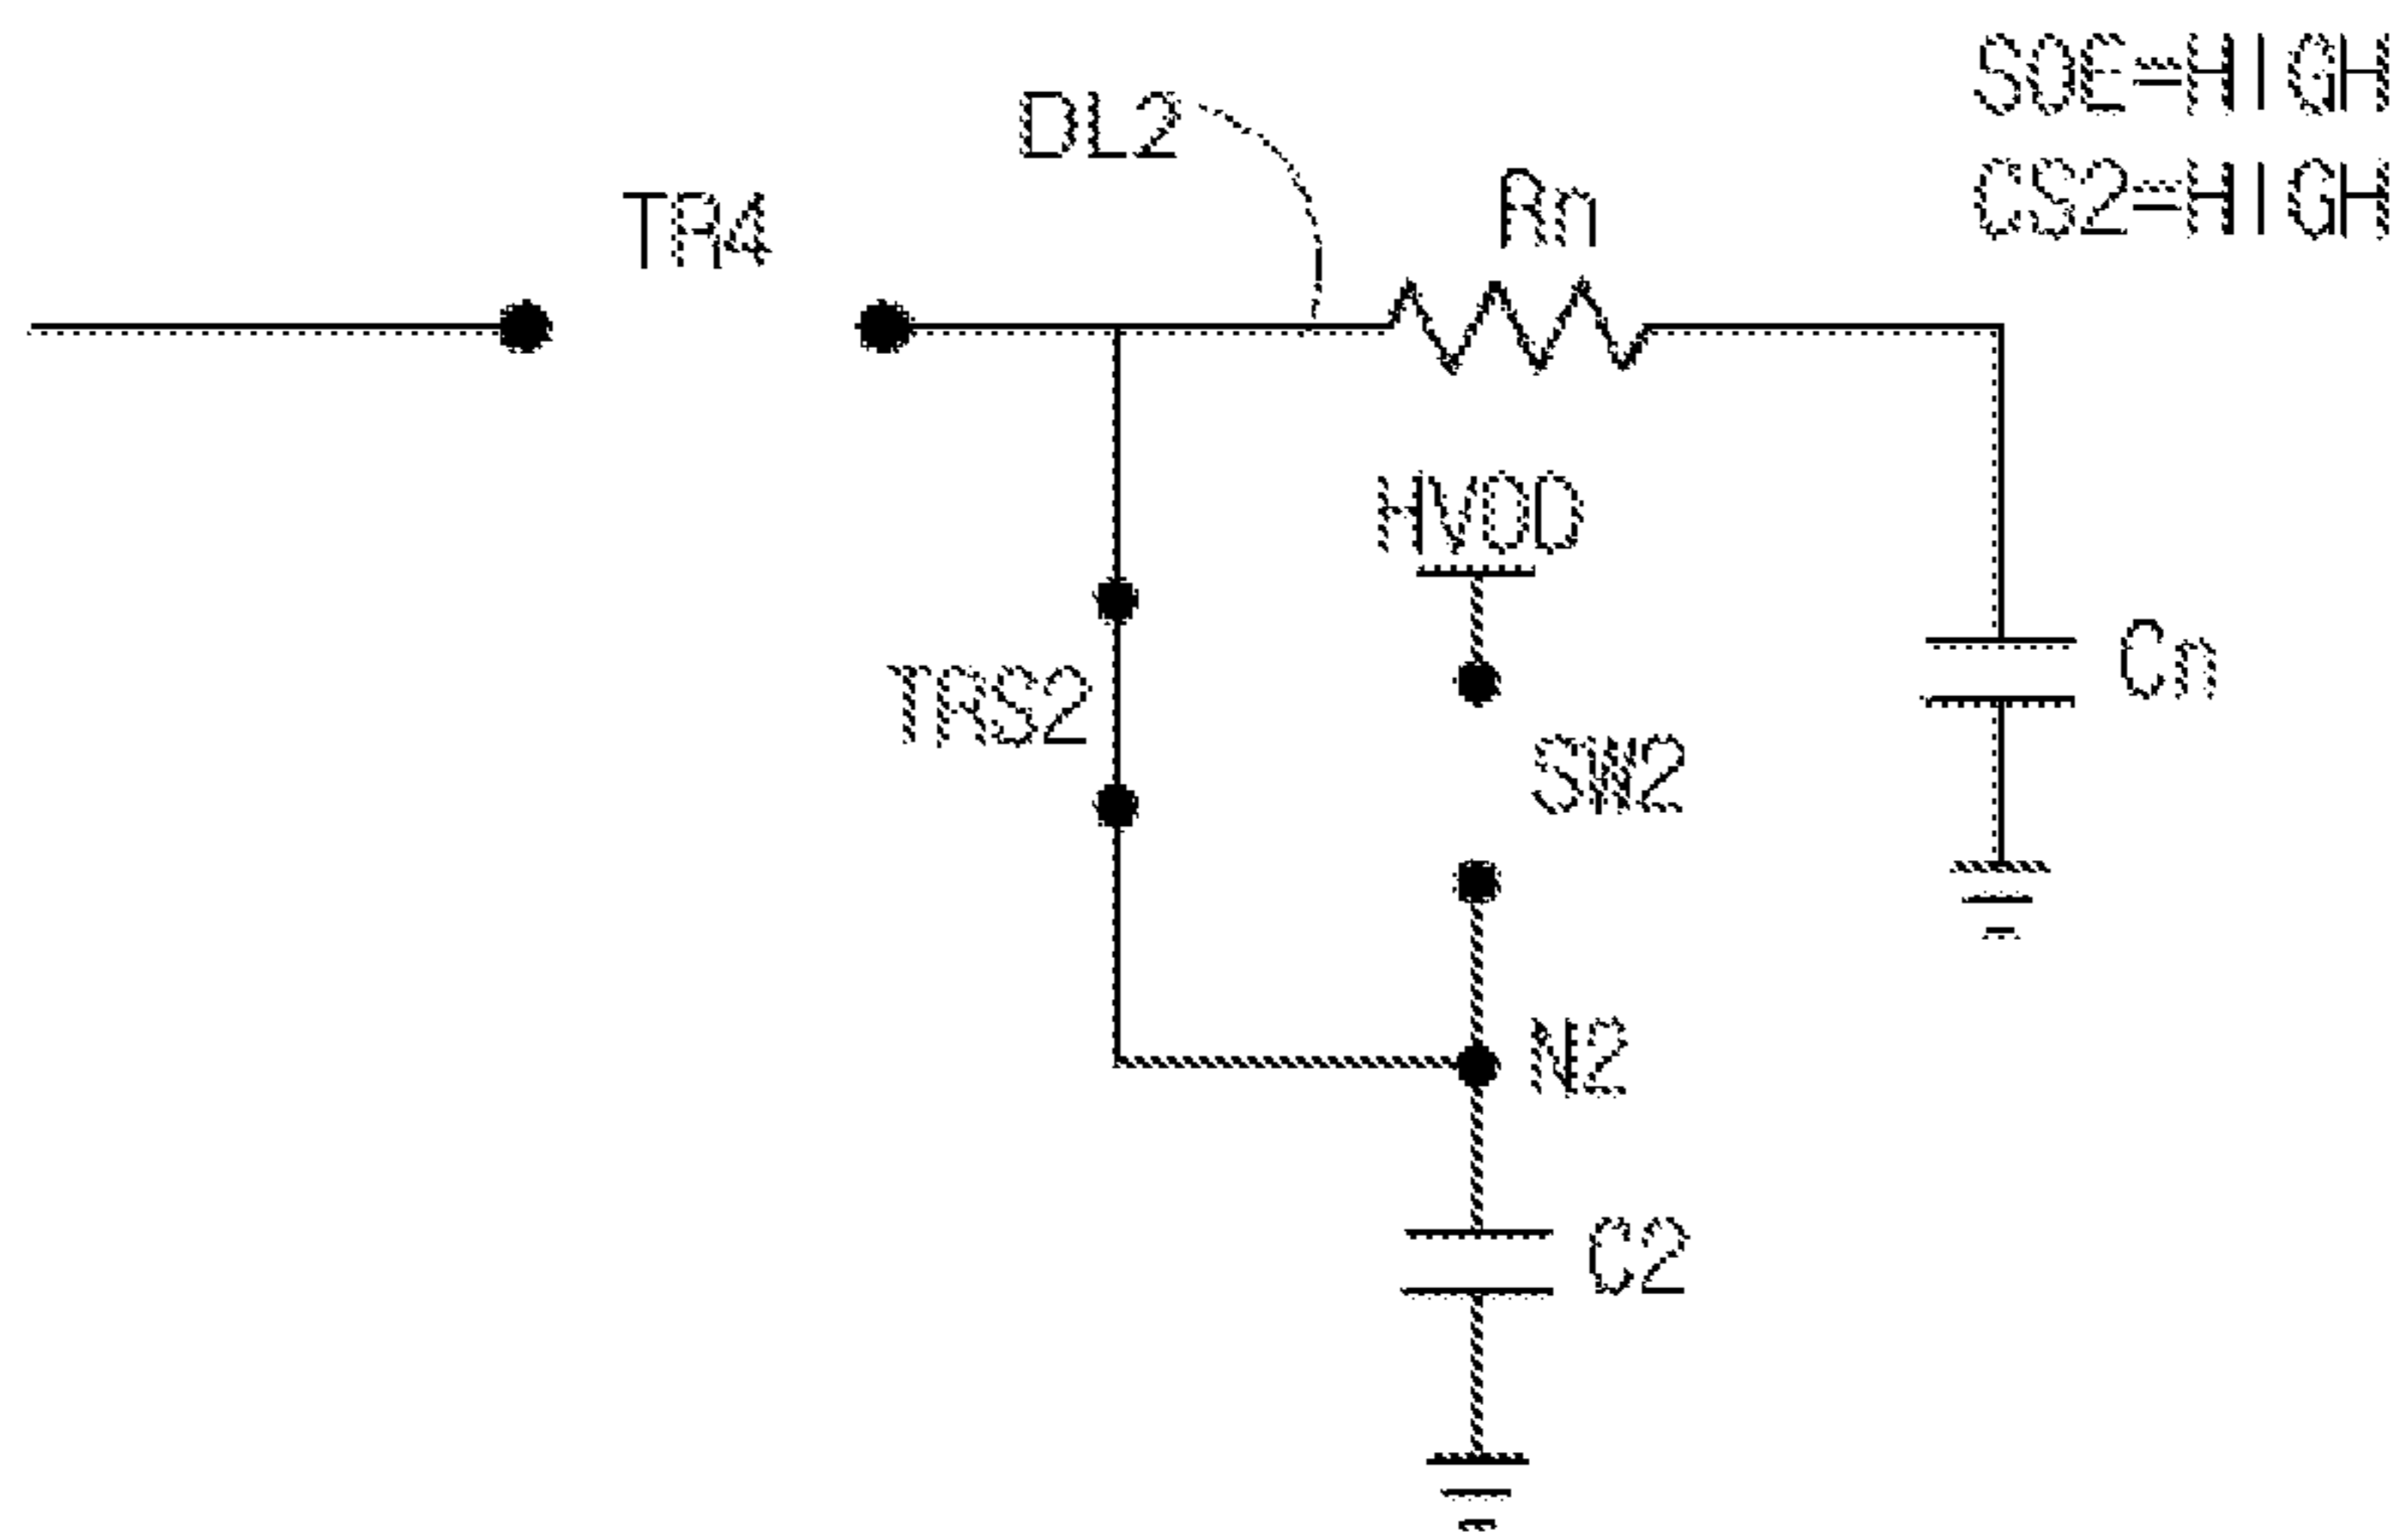 SOE=HIGH
CS2=HIGH
DL2
TR4
Rn
HVDD
TRS2
SW2
Cn
N2
C2